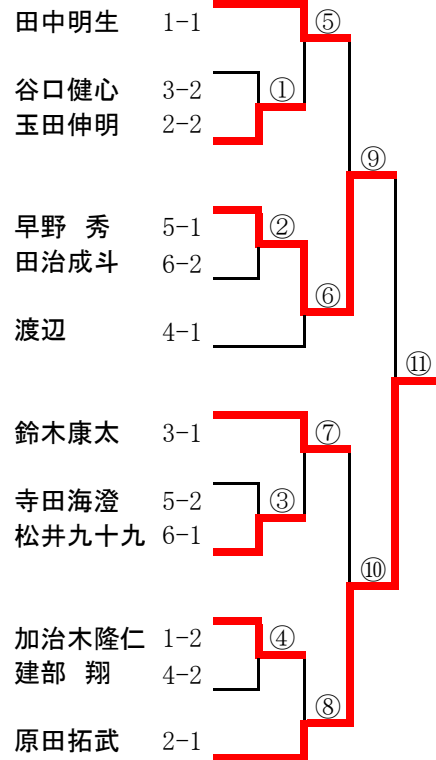 田中明生 1-1 ⑤
谷口健心 3-2 ①
玉田伸明 2-2
⑨
早野 秀 5-1 ②
田治成斗 6-2
⑥
渡辺 4-1
⑪
鈴木康太 3-1 ⑦
寺田海澄 5-2 ③
松井九十九 6-1
⑩
加治木隆仁 1-2 ④
建部 翔 4-2
⑧
原田拓武 2-1